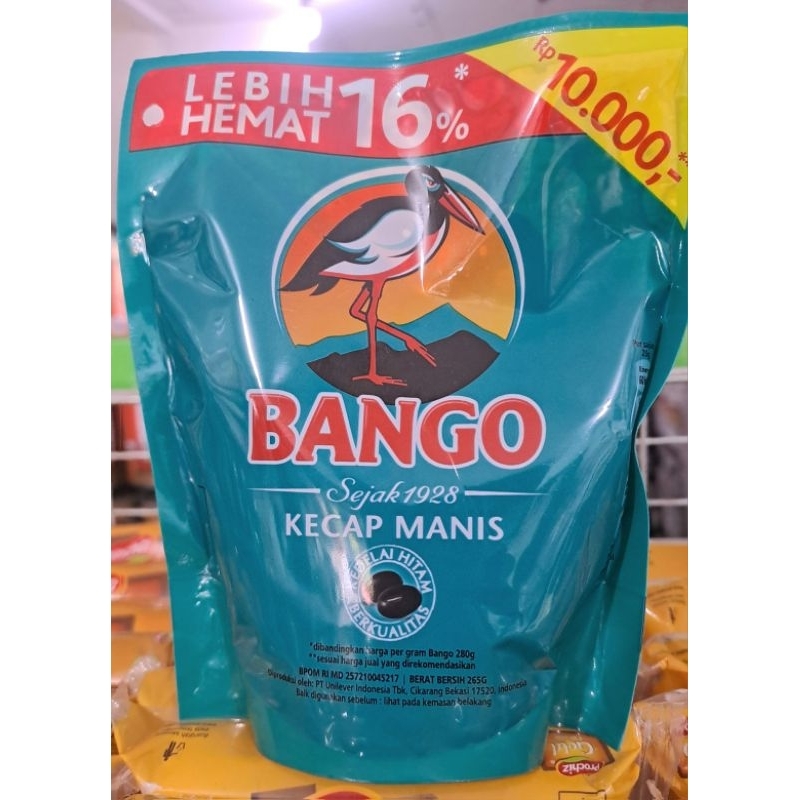 LEBIH
HEMAT 16%*
Rp10.000,-**
BANGO
Sejak 1928
KECAP MANIS
KEDELAI HITAM
BERKUALITAS
*dibandingkan harga per gram Bango 280g
**sesuai harga jual yang direkomendasikan
BPOM RI MD 257210045217 | BERAT BERSIH 265G
Diproduksi oleh: PT Unilever Indonesia Tbk, Cikarang Bekasi 17520, Indonesia
Baik digunakan sebelum : lihat pada kemasan belakang
Prochiz